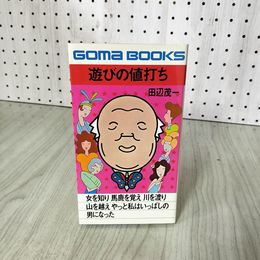 GOMA BOOKS
遊びの値打ち
田辺茂一
女を知り 馬鹿を覚え 川を渡り
山を越え やっと私はいっぱしの
男になった